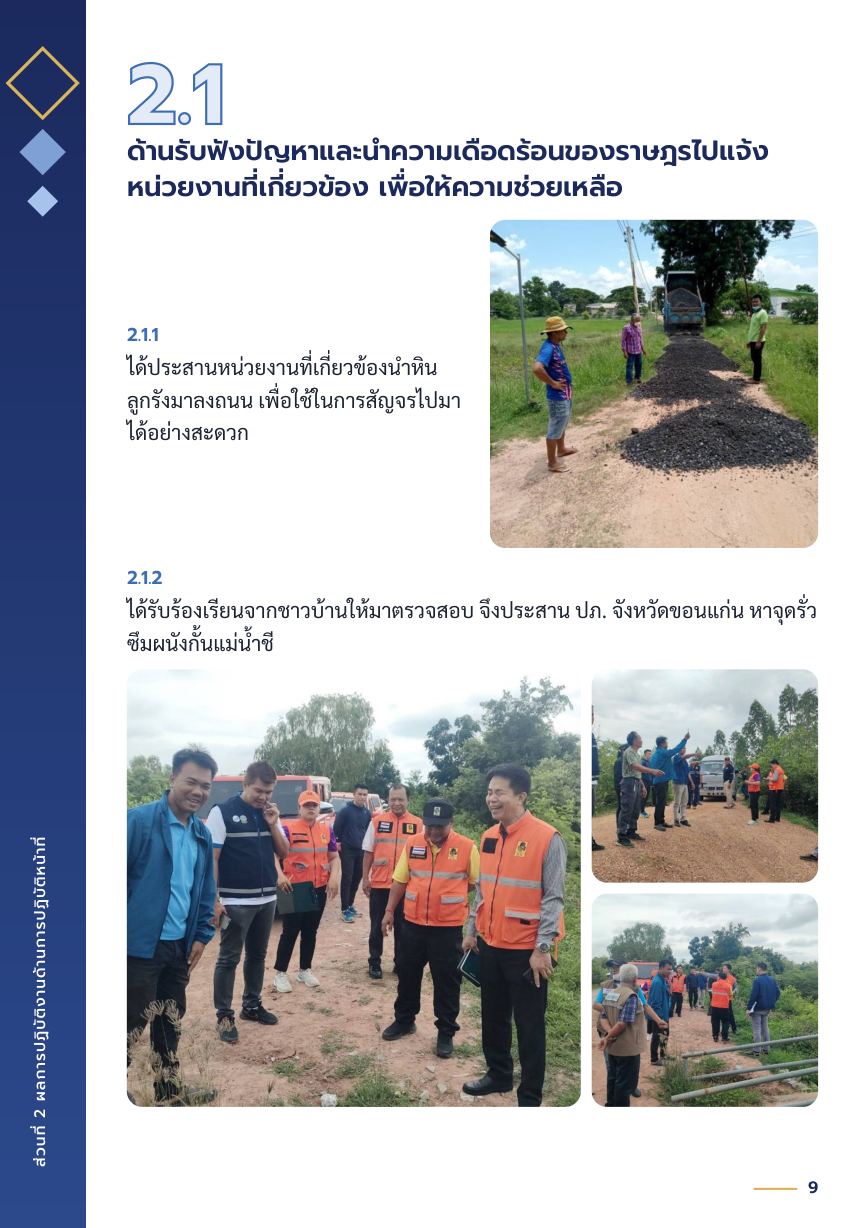 2.1
ด้านรับฟังปัญหาและนำความเดือดร้อนของราษฎรไปแจ้ง
หน่วยงานที่เกี่ยวข้อง เพื่อให้ความช่วยเหลือ
2.1.1
ได้ประสานหน่วยงานที่เกี่ยวข้องนำหิน
ลูกรังมาลงถนน เพื่อใช้ในการสัญจรไปมา
ได้อย่างสะดวก
2.1.2
ได้รับร้องเรียนจากชาวบ้านให้มาตรวจสอบ จึงประสาน ปภ. จังหวัดขอนแก่น หาจุดรั่ว
ซึมผนังกั้นแม่น้ำชี
ส่วนที่ 2 ผลการปฏิบัติงานด้านการปฏิบัติหน้าที่
9